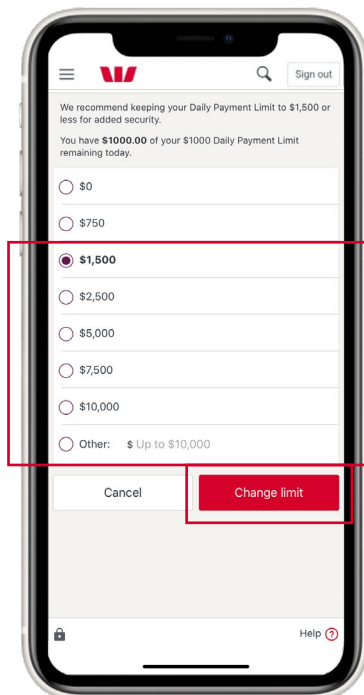 Sign out
We recommend keeping your Daily Payment Limit to $1,500 or
less for added security.
You have $1000.00 of your $1000 Daily Payment Limit
remaining today.
$0
$750
$1,500
$2,500
$5,000
$7,500
$10,000
Other: $ Up to $10,000
Cancel Change limit
Help ?